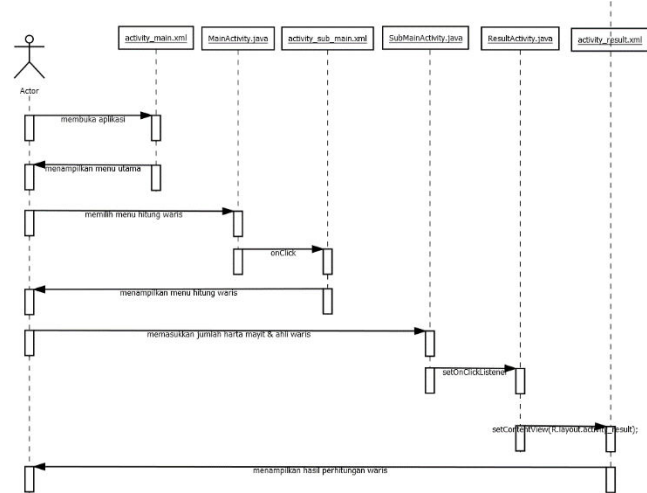 activity_main.xml
MainActivity.java
activity_sub_main.xml
SubMainActivity.java
ResultActivity.java
activity_result.xml
Actor
membuka aplikasi
menampilkan menu utama
memilih menu hitung waris
onClick
menampilkan menu hitung waris
memasukkan jumlah harta mayit & ahli waris
setOnClickListener
setContentView(R.layout.activity_result);
menampilkan hasil perhitungan waris